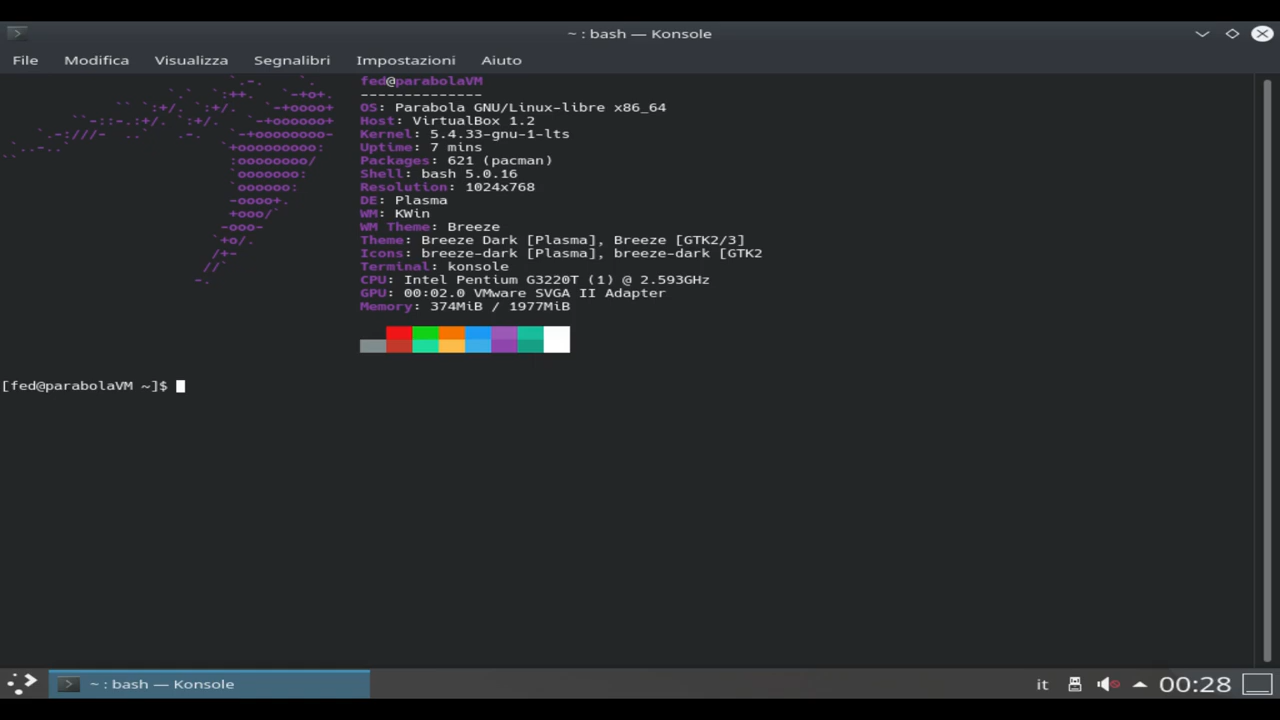 ~ : bash — Konsole
File Modifica Visualizza Segnalibri Impostazioni Aiuto
fed@parabolaVM
--------------
OS: Parabola GNU/Linux-libre x86_64
Host: VirtualBox 1.2
Kernel: 5.4.33-gnu-1-lts
Uptime: 7 mins
Packages: 621 (pacman)
Shell: bash 5.0.16
Resolution: 1024x768
DE: Plasma
WM: KWin
WM Theme: Breeze
Theme: Breeze Dark [Plasma], Breeze [GTK2/3]
Icons: breeze-dark [Plasma], breeze-dark [GTK2
Terminal: konsole
CPU: Intel Pentium G3220T (1) @ 2.593GHz
GPU: 00:02.0 VMware SVGA II Adapter
Memory: 374MiB / 1977MiB
[fed@parabolaVM ~]$
~ : bash — Konsole
it 00:28